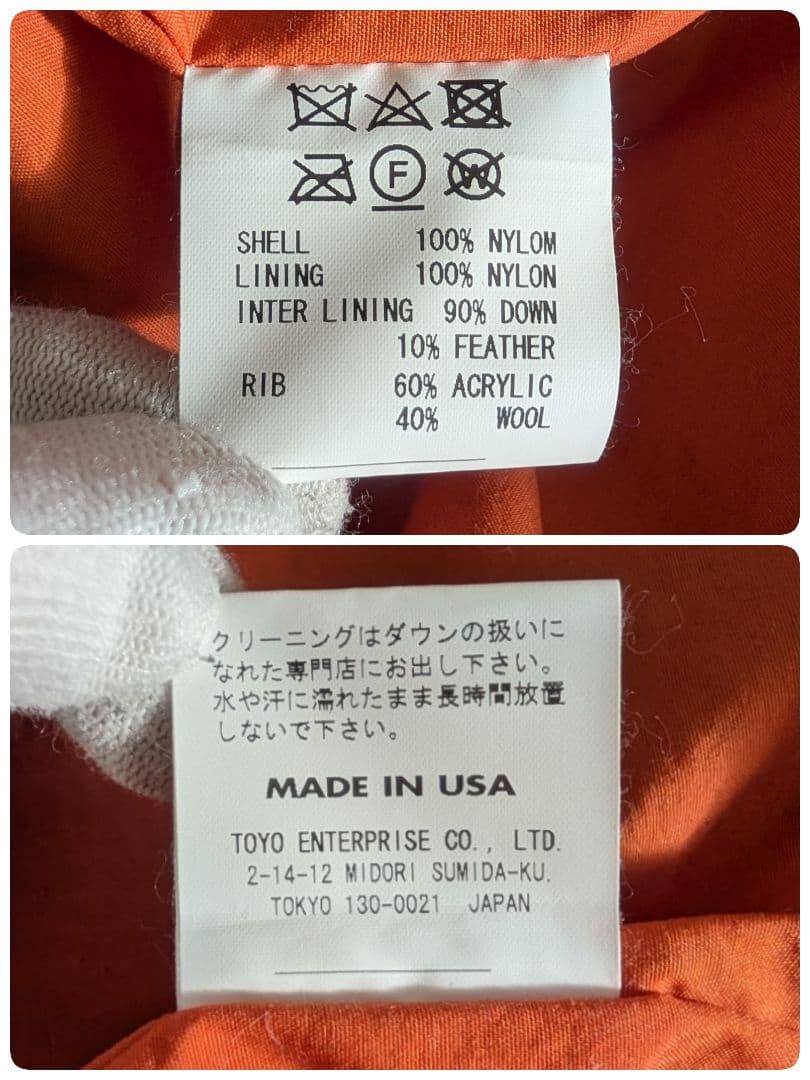 F
W
SHELL 100% NYLOM
LINING 100% NYLON
INTER LINING 90% DOWN
10% FEATHER
RIB 60% ACRYLIC
40% WOOL
クリーニングはダウンの扱いに
なれた専門店にお出し下さい。
水や汗に濡れたまま長時間放置
しないで下さい。
MADE IN USA
TOYO ENTERPRISE CO., LTD.
2-14-12 MIDORI SUMIDA-KU,
TOKYO 130-0021 JAPAN